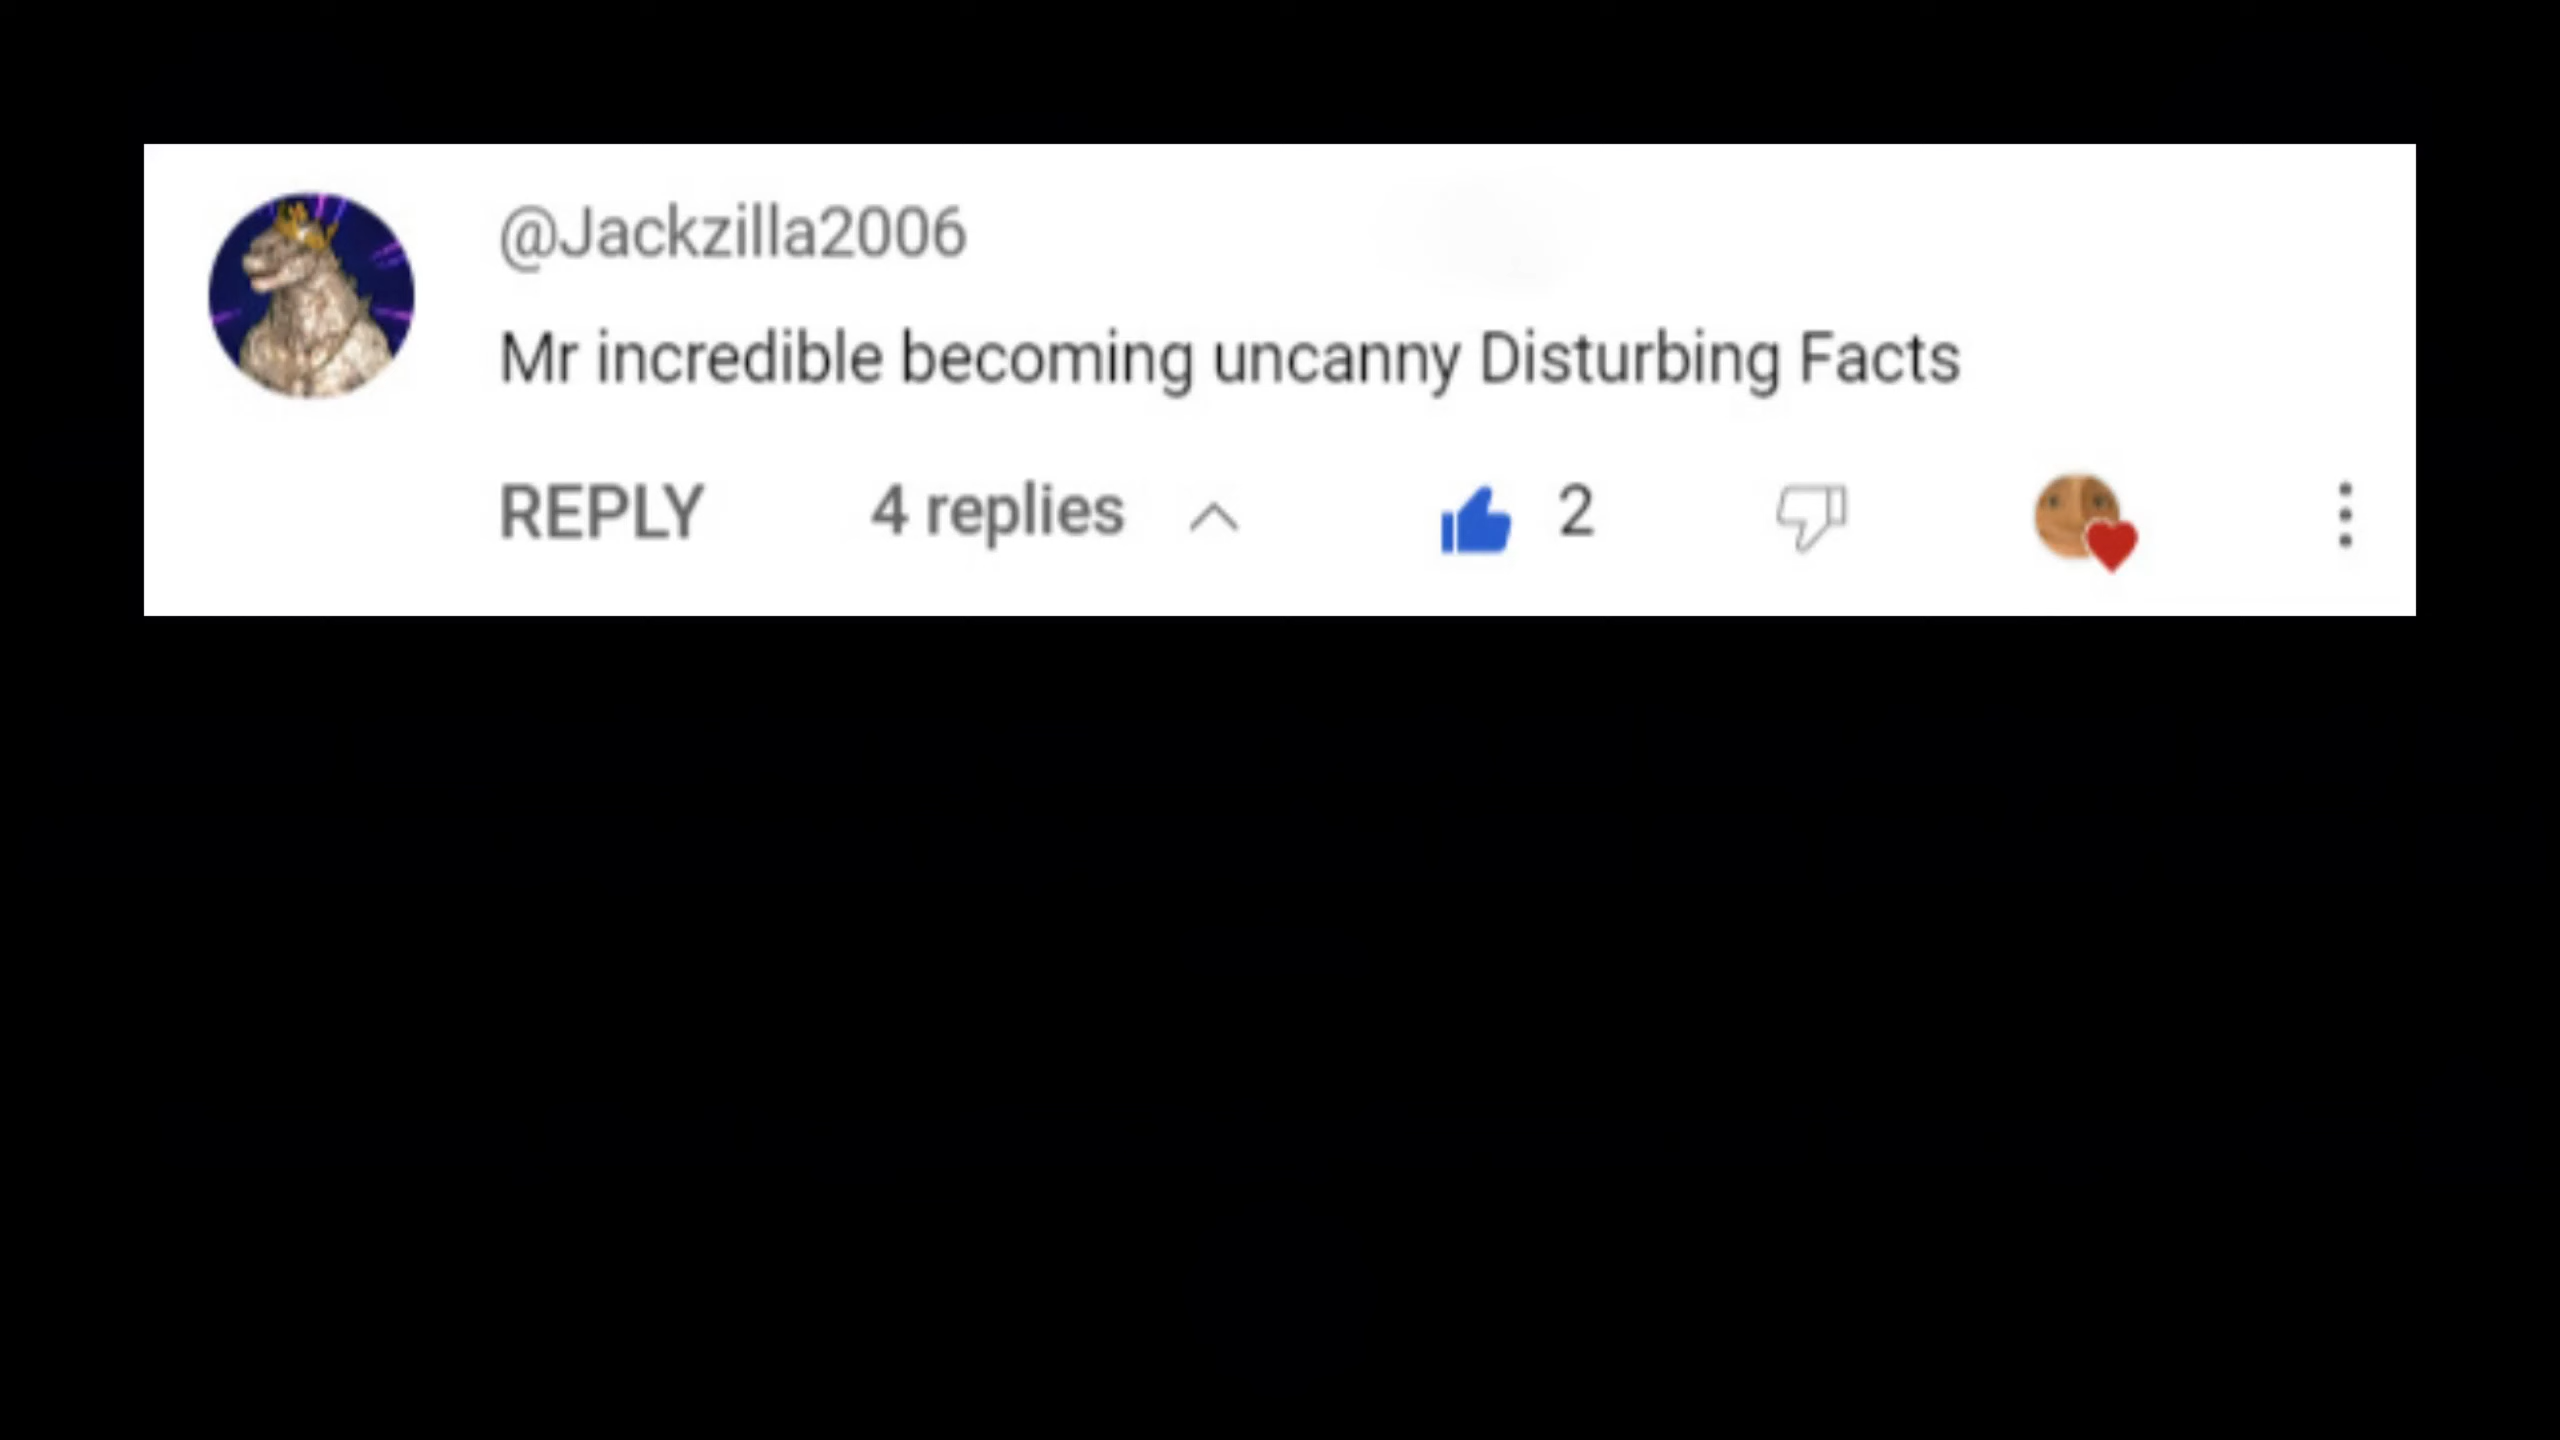 @Jackzilla2006
Mr incredible becoming uncanny Disturbing Facts
REPLY 4 replies 2